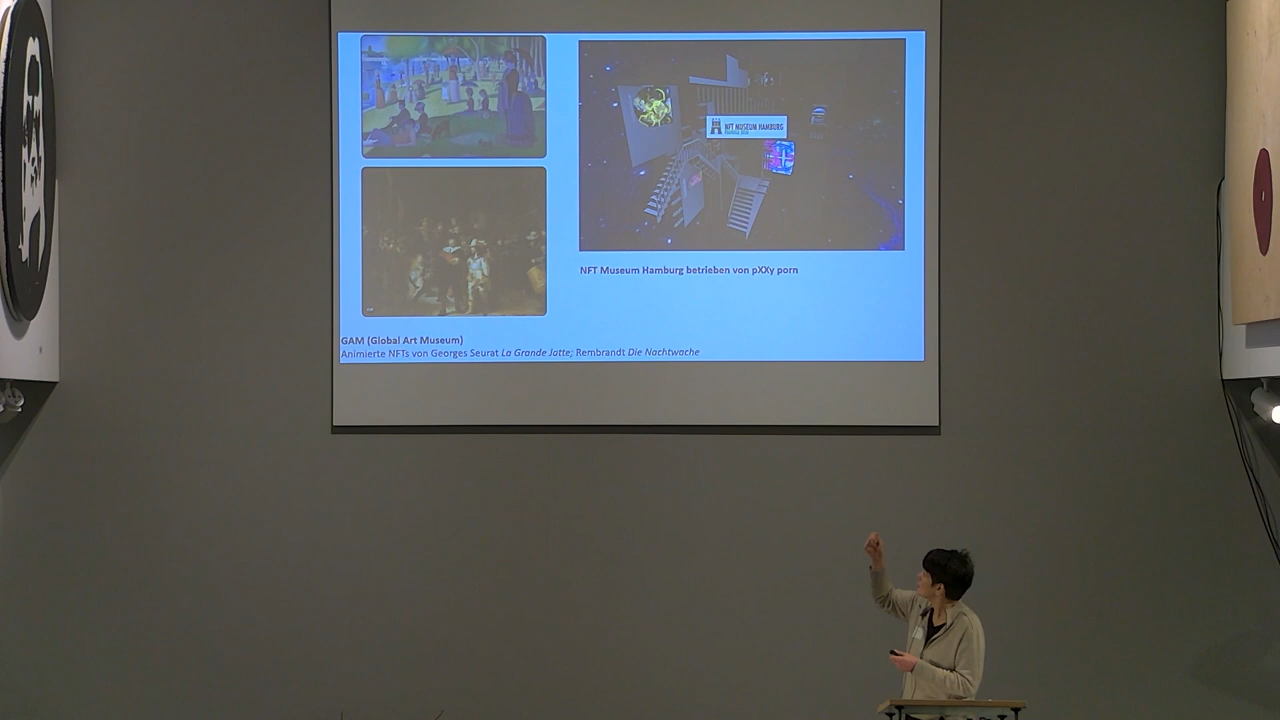 NFT MUSEUM HAMBURG
NFT Museum Hamburg betrieben von pXXy porn
GAM (Global Art Museum)
Animierte NFTs von Georges Seurat La Grande Jatte; Rembrandt Die Nachtwache